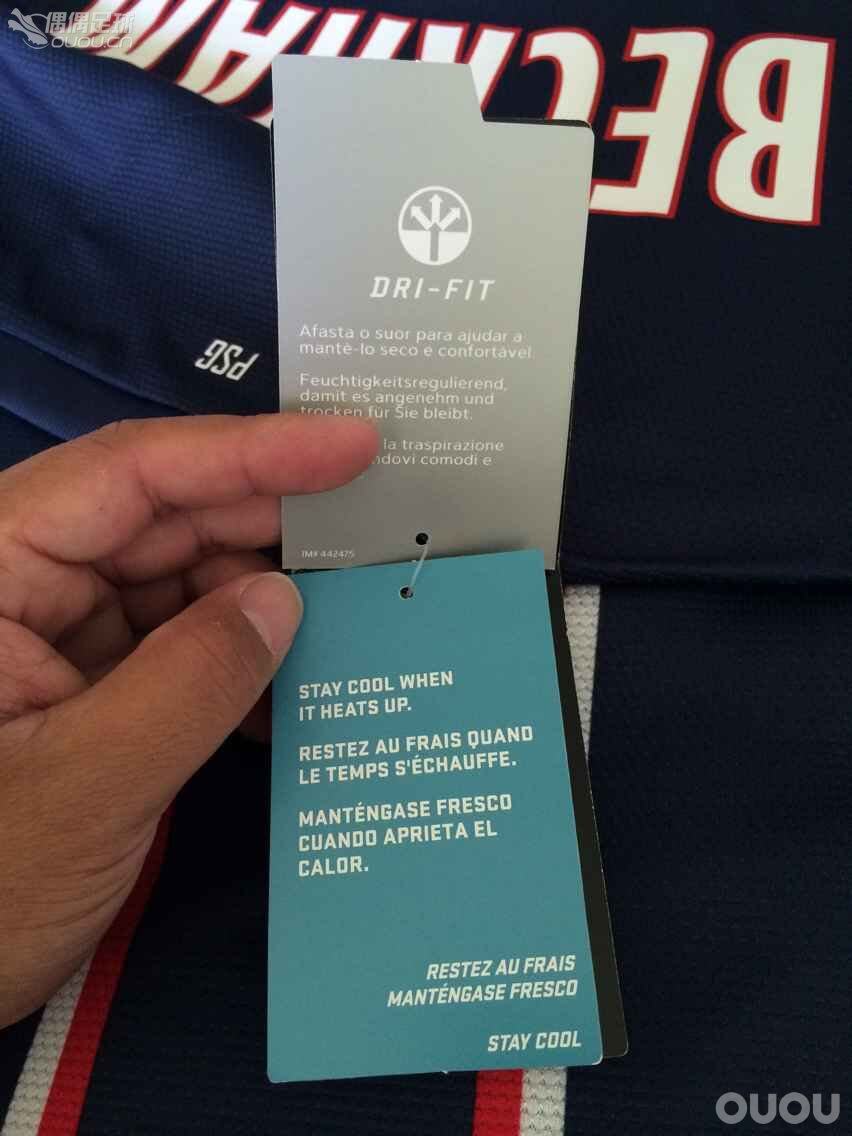 偶偶足球
OUOU.CN
BECKHAM
DRI-FIT
Afasta o suor para ajudar a
mantê-lo seco e confortável
Feuchtigkeitsregulierend,
damit es angenehm und
trocken für Sie bleibt.
la traspirazione
comodi e
PSG
IM# 442475
STAY COOL WHEN
IT HEATS UP.
RESTEZ AU FRAIS QUAND
LE TEMPS S'ÉCHAUFFE.
MANTÉNGASE FRESCO
CUANDO APRIETA EL
CALOR.
RESTEZ AU FRAIS
MANTÉNGASE FRESCO
STAY COOL
OUOU